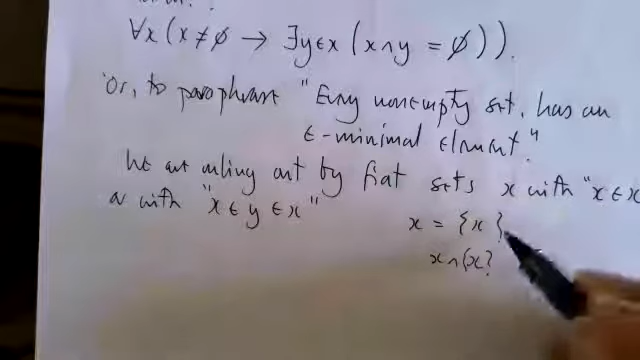 ∀x(x≠∅ → ∃y∈x (x∩y = ∅)).
Or, to paraphrase "Every nonempty set, has an
∈-minimal element."
We are ruling out by fiat sets x with "x∈x
or with "x∈y∈x"
x = {x}
x∩{x}